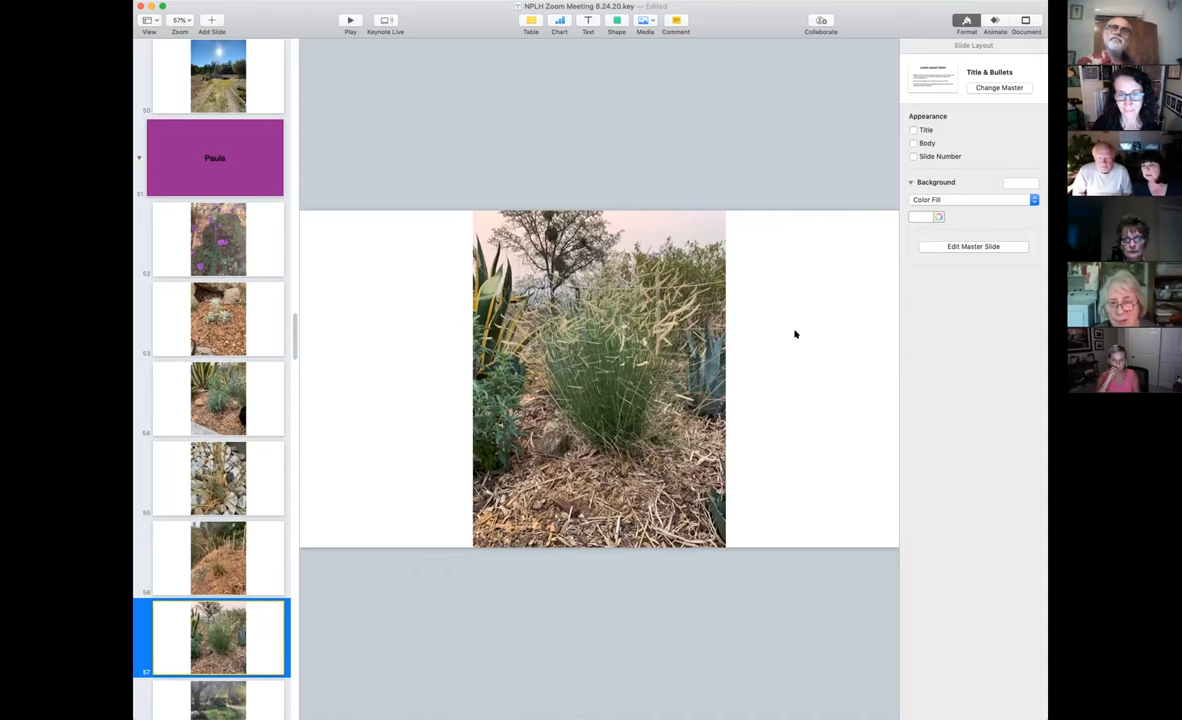 NPLH Zoom Meeting 8.24.20.key — Edited
57%
View Zoom Add Slide Play Keynote Live Table Chart Text Shape Media Comment Collaborate Format Animate Document
Slide Layout
Title & Bullets
Change Master
Appearance
Title
Body
Slide Number
Background
Color Fill
Edit Master Slide
50
Paula
51
52
53
54
55
56
57